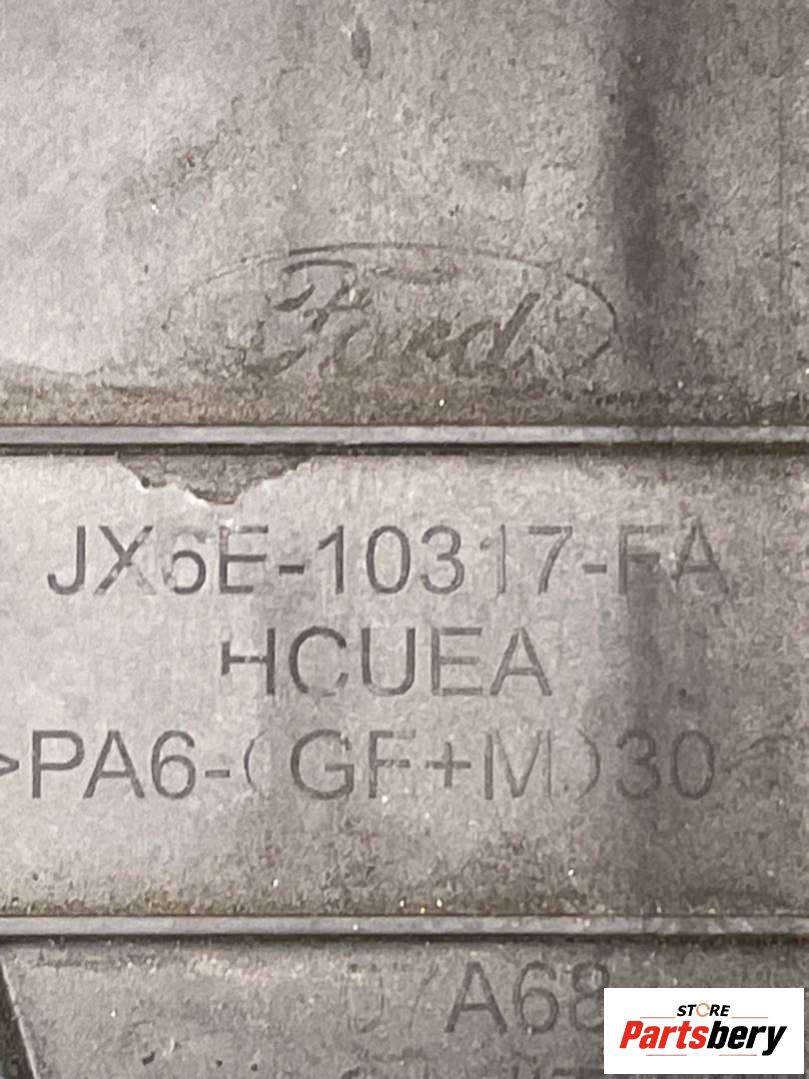 Ford
JX6E-10317-FA
HCUEA
>PA6-(GF+M)30
A68
STORE
Partsbery